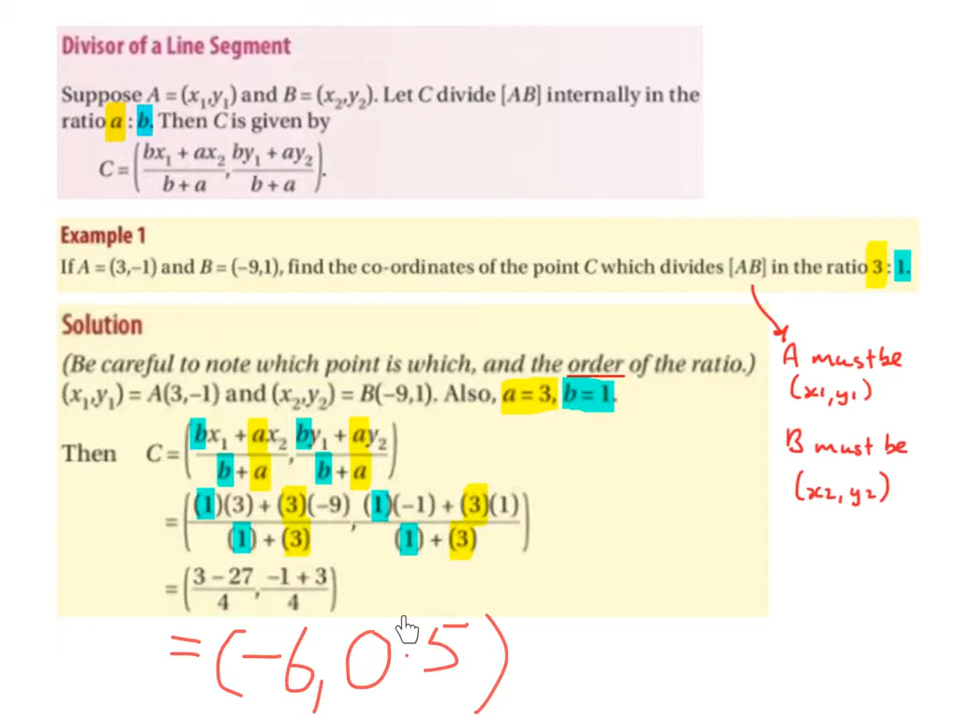 Divisor of a Line Segment
Suppose A = (x₁,y₁) and B = (x₂,y₂). Let C divide [AB] internally in the
ratio a : b. Then C is given by
C = ( (bx₁ + ax₂)/(b + a), (by₁ + ay₂)/(b + a) ).
Example 1
If A = (3,–1) and B = (–9,1), find the co-ordinates of the point C which divides [AB] in the ratio 3 : 1.
Solution
(Be careful to note which point is which, and the order of the ratio.)
(x₁,y₁) = A(3,–1) and (x₂,y₂) = B(–9,1). Also, a = 3, b = 1.
Then C = ( (bx₁ + ax₂)/(b + a), (by₁ + ay₂)/(b + a) )
= ( ((1)(3) + (3)(–9))/((1) + (3)), ((1)(–1) + (3)(1))/((1) + (3)) )
= ( (3 – 27)/4, (–1 + 3)/4 )
= (-6, 0.5)
A must be
(x1, y1)
B must be
(x2, y2)